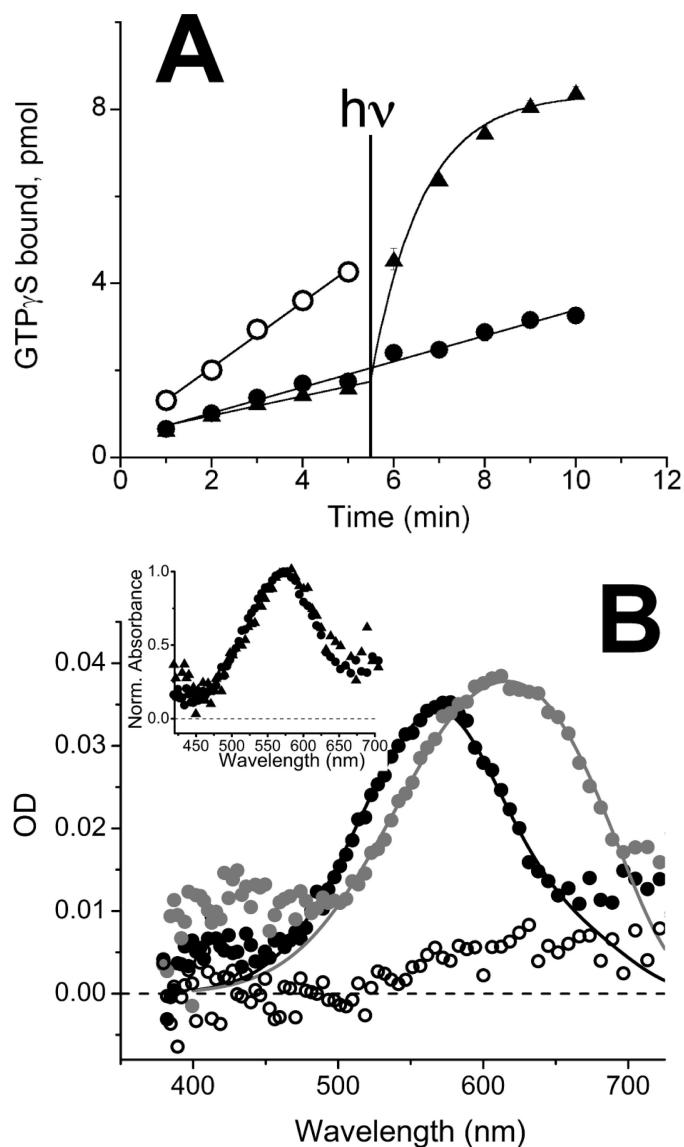 A
hν
GTPγS bound, pmol
8
4
0
0 2 4 6 8 10 12
Time (min)
B
Norm. Absorbance
1.0
0.5
0.0
450 500 550 600 650 700
Wavelength (nm)
OD
0.04
0.03
0.02
0.01
0.00
400 500 600 700
Wavelength (nm)